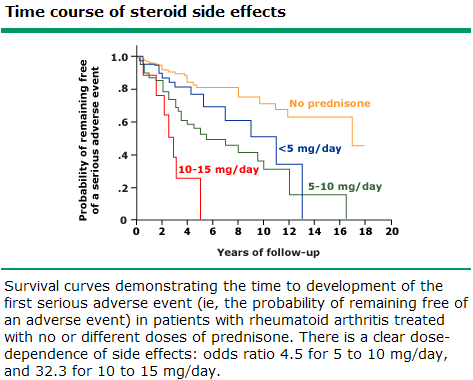 Time course of steroid side effects
Probability of remaining free
of a serious adverse event
1.0
.8
.6
.4
.2
0
No prednisone
<5 mg/day
10-15 mg/day
5-10 mg/day
0 2 4 6 8 10 12 14 16 18 20
Years of follow-up
Survival curves demonstrating the time to development of the
first serious adverse event (ie, the probability of remaining free of
an adverse event) in patients with rheumatoid arthritis treated
with no or different doses of prednisone. There is a clear dose-
dependence of side effects: odds ratio 4.5 for 5 to 10 mg/day,
and 32.3 for 10 to 15 mg/day.